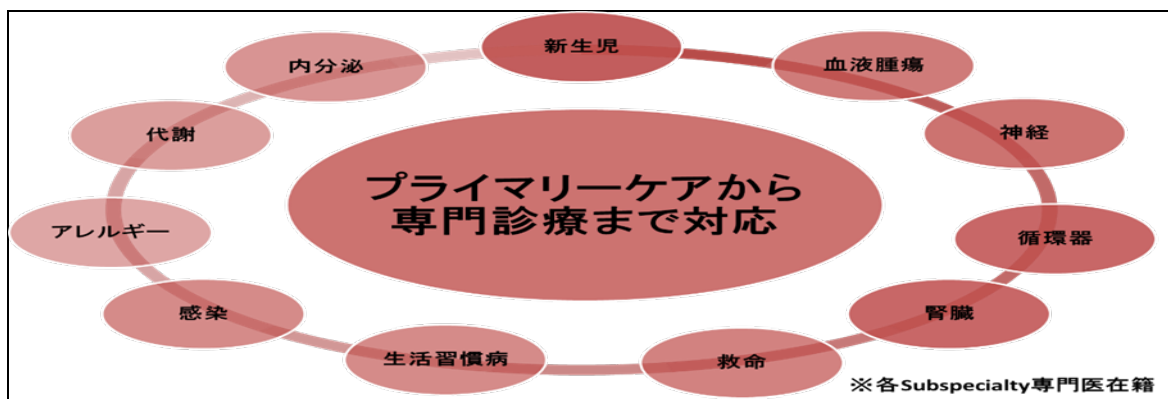 新生児
血液腫瘍
神経
循環器
腎臓
救命
生活習慣病
感染
アレルギー
代謝
内分泌
プライマリーケアから
専門診療まで対応
※各Subspecialty専門医在籍